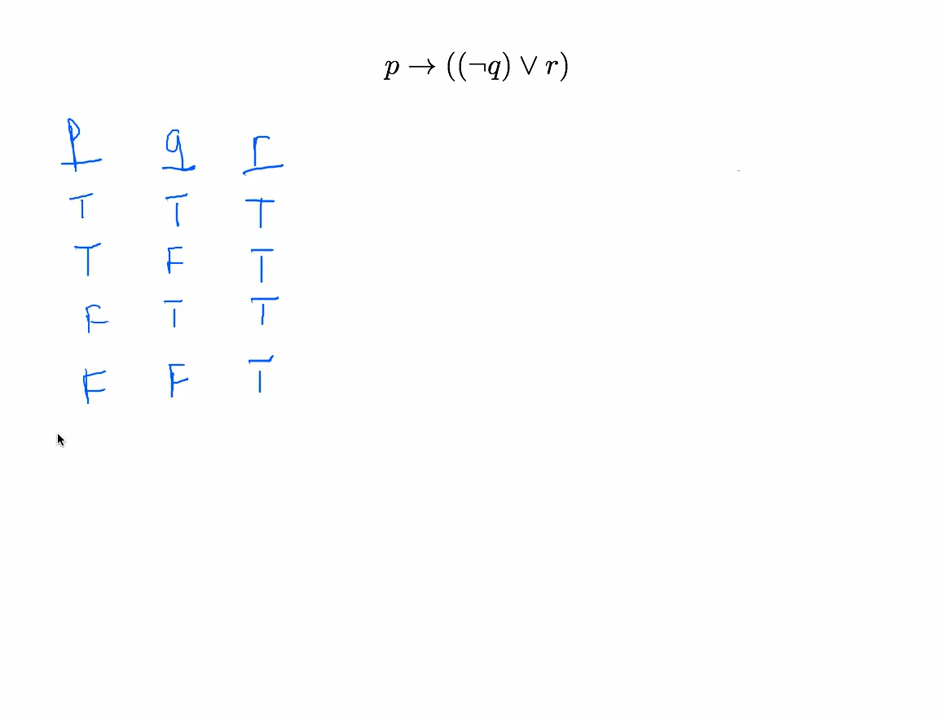 p → ((¬q) ∨ r)
p q r
T T T
T F T
F T T
F F T